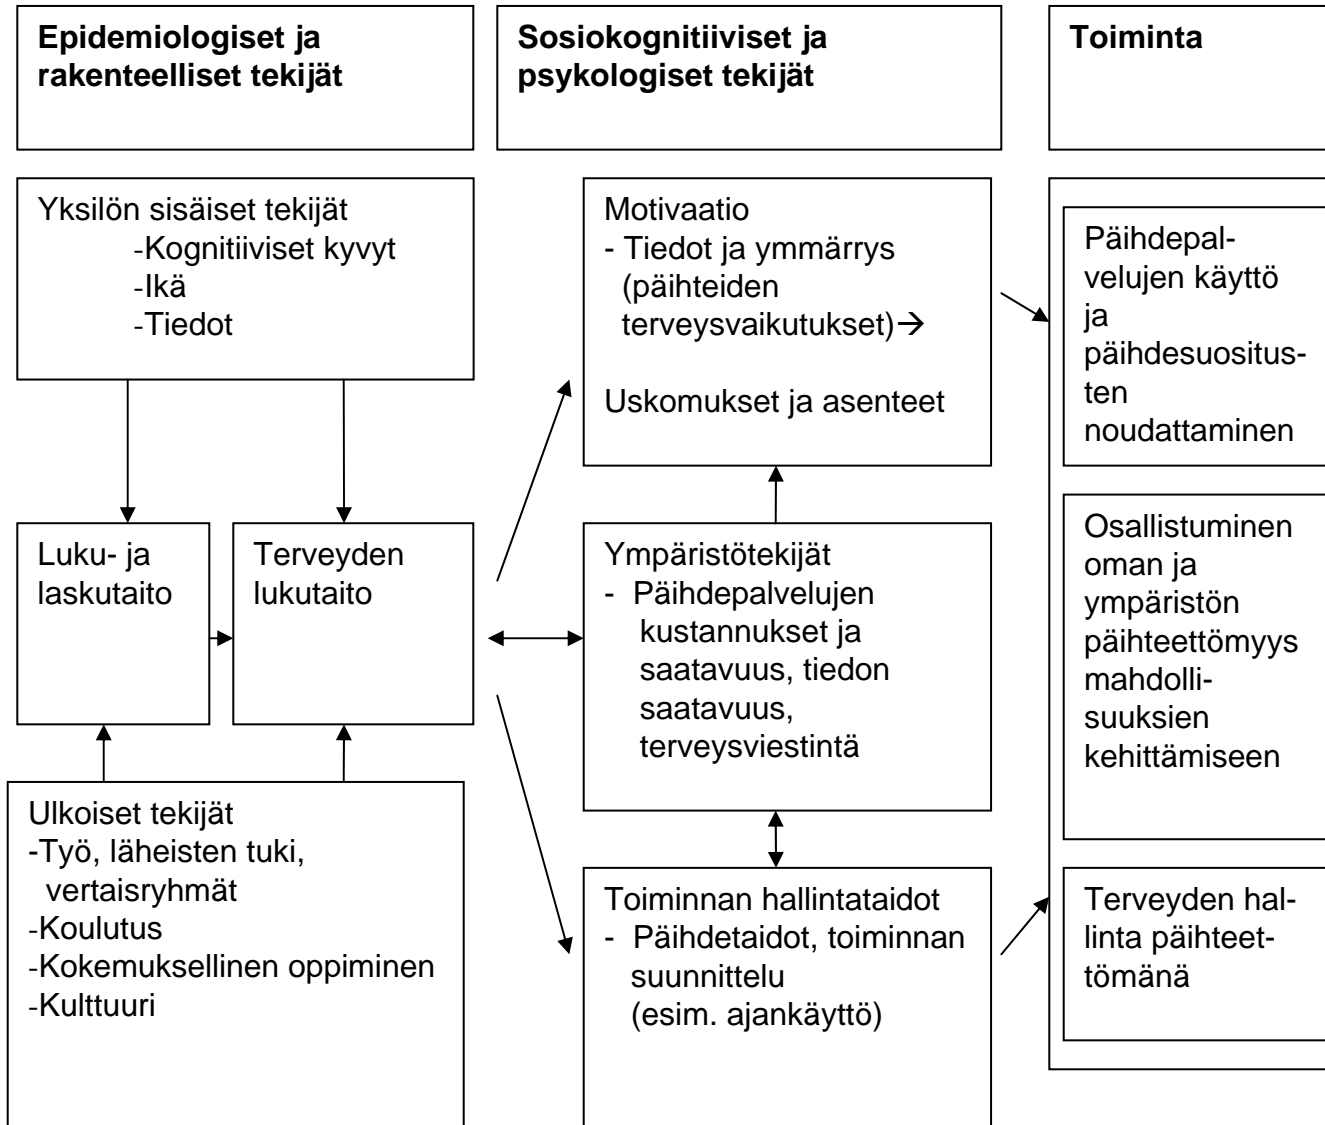 Epidemiologiset ja
rakenteelliset tekijät
Sosiokognitiiviset ja
psykologiset tekijät
Toiminta
Yksilön sisäiset tekijät
-Kognitiiviset kyvyt
-Ikä
-Tiedot
Luku- ja
laskutaito
Terveyden
lukutaito
Ulkoiset tekijät
-Työ, läheisten tuki,
vertaisryhmät
-Koulutus
-Kokemuksellinen oppiminen
-Kulttuuri
Motivaatio
- Tiedot ja ymmärrys
(päihteiden
terveysvaikutukset)→
Uskomukset ja asenteet
Ympäristötekijät
- Päihdepalvelujen
kustannukset ja
saatavuus, tiedon
saatavuus,
terveysviestintä
Toiminnan hallintataidot
- Päihdetaidot, toiminnan
suunnittelu
(esim. ajankäyttö)
Päihdepal-
velujen käyttö
ja
päihdesuositus-
ten
noudattaminen
Osallistuminen
oman ja
ympäristön
päihteettömyys
mahdolli-
suuksien
kehittämiseen
Terveyden hal-
linta päihteet-
tömänä